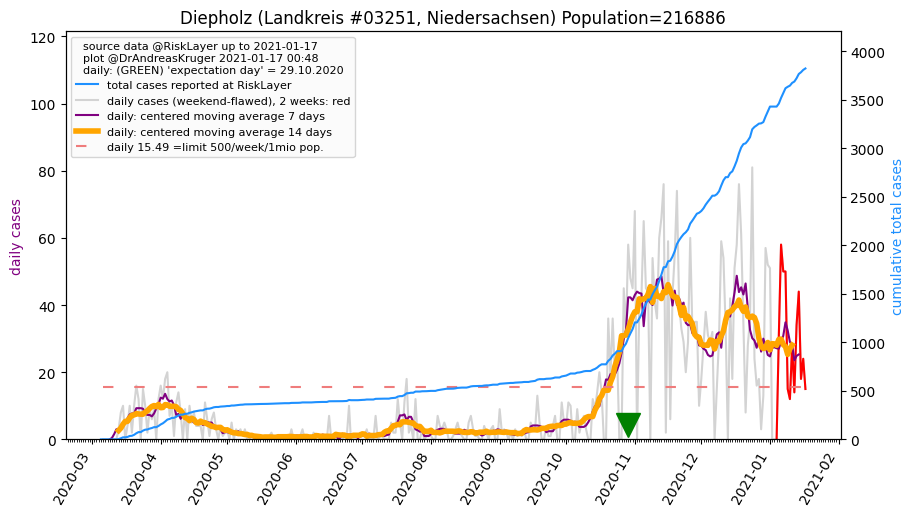 Diepholz (Landkreis #03251, Niedersachsen) Population=216886
source data @RiskLayer up to 2021-01-17
plot @DrAndreasKruger 2021-01-17 00:48
daily: (GREEN) 'expectation day' = 29.10.2020
total cases reported at RiskLayer
daily cases (weekend-flawed), 2 weeks: red
daily: centered moving average 7 days
daily: centered moving average 14 days
daily 15.49 =limit 500/week/1mio pop.
daily cases
120
100
80
60
40
20
0
cumulative total cases
4000
3500
3000
2500
2000
1500
1000
500
0
2020-03
2020-04
2020-05
2020-06
2020-07
2020-08
2020-09
2020-10
2020-11
2020-12
2021-01
2021-02